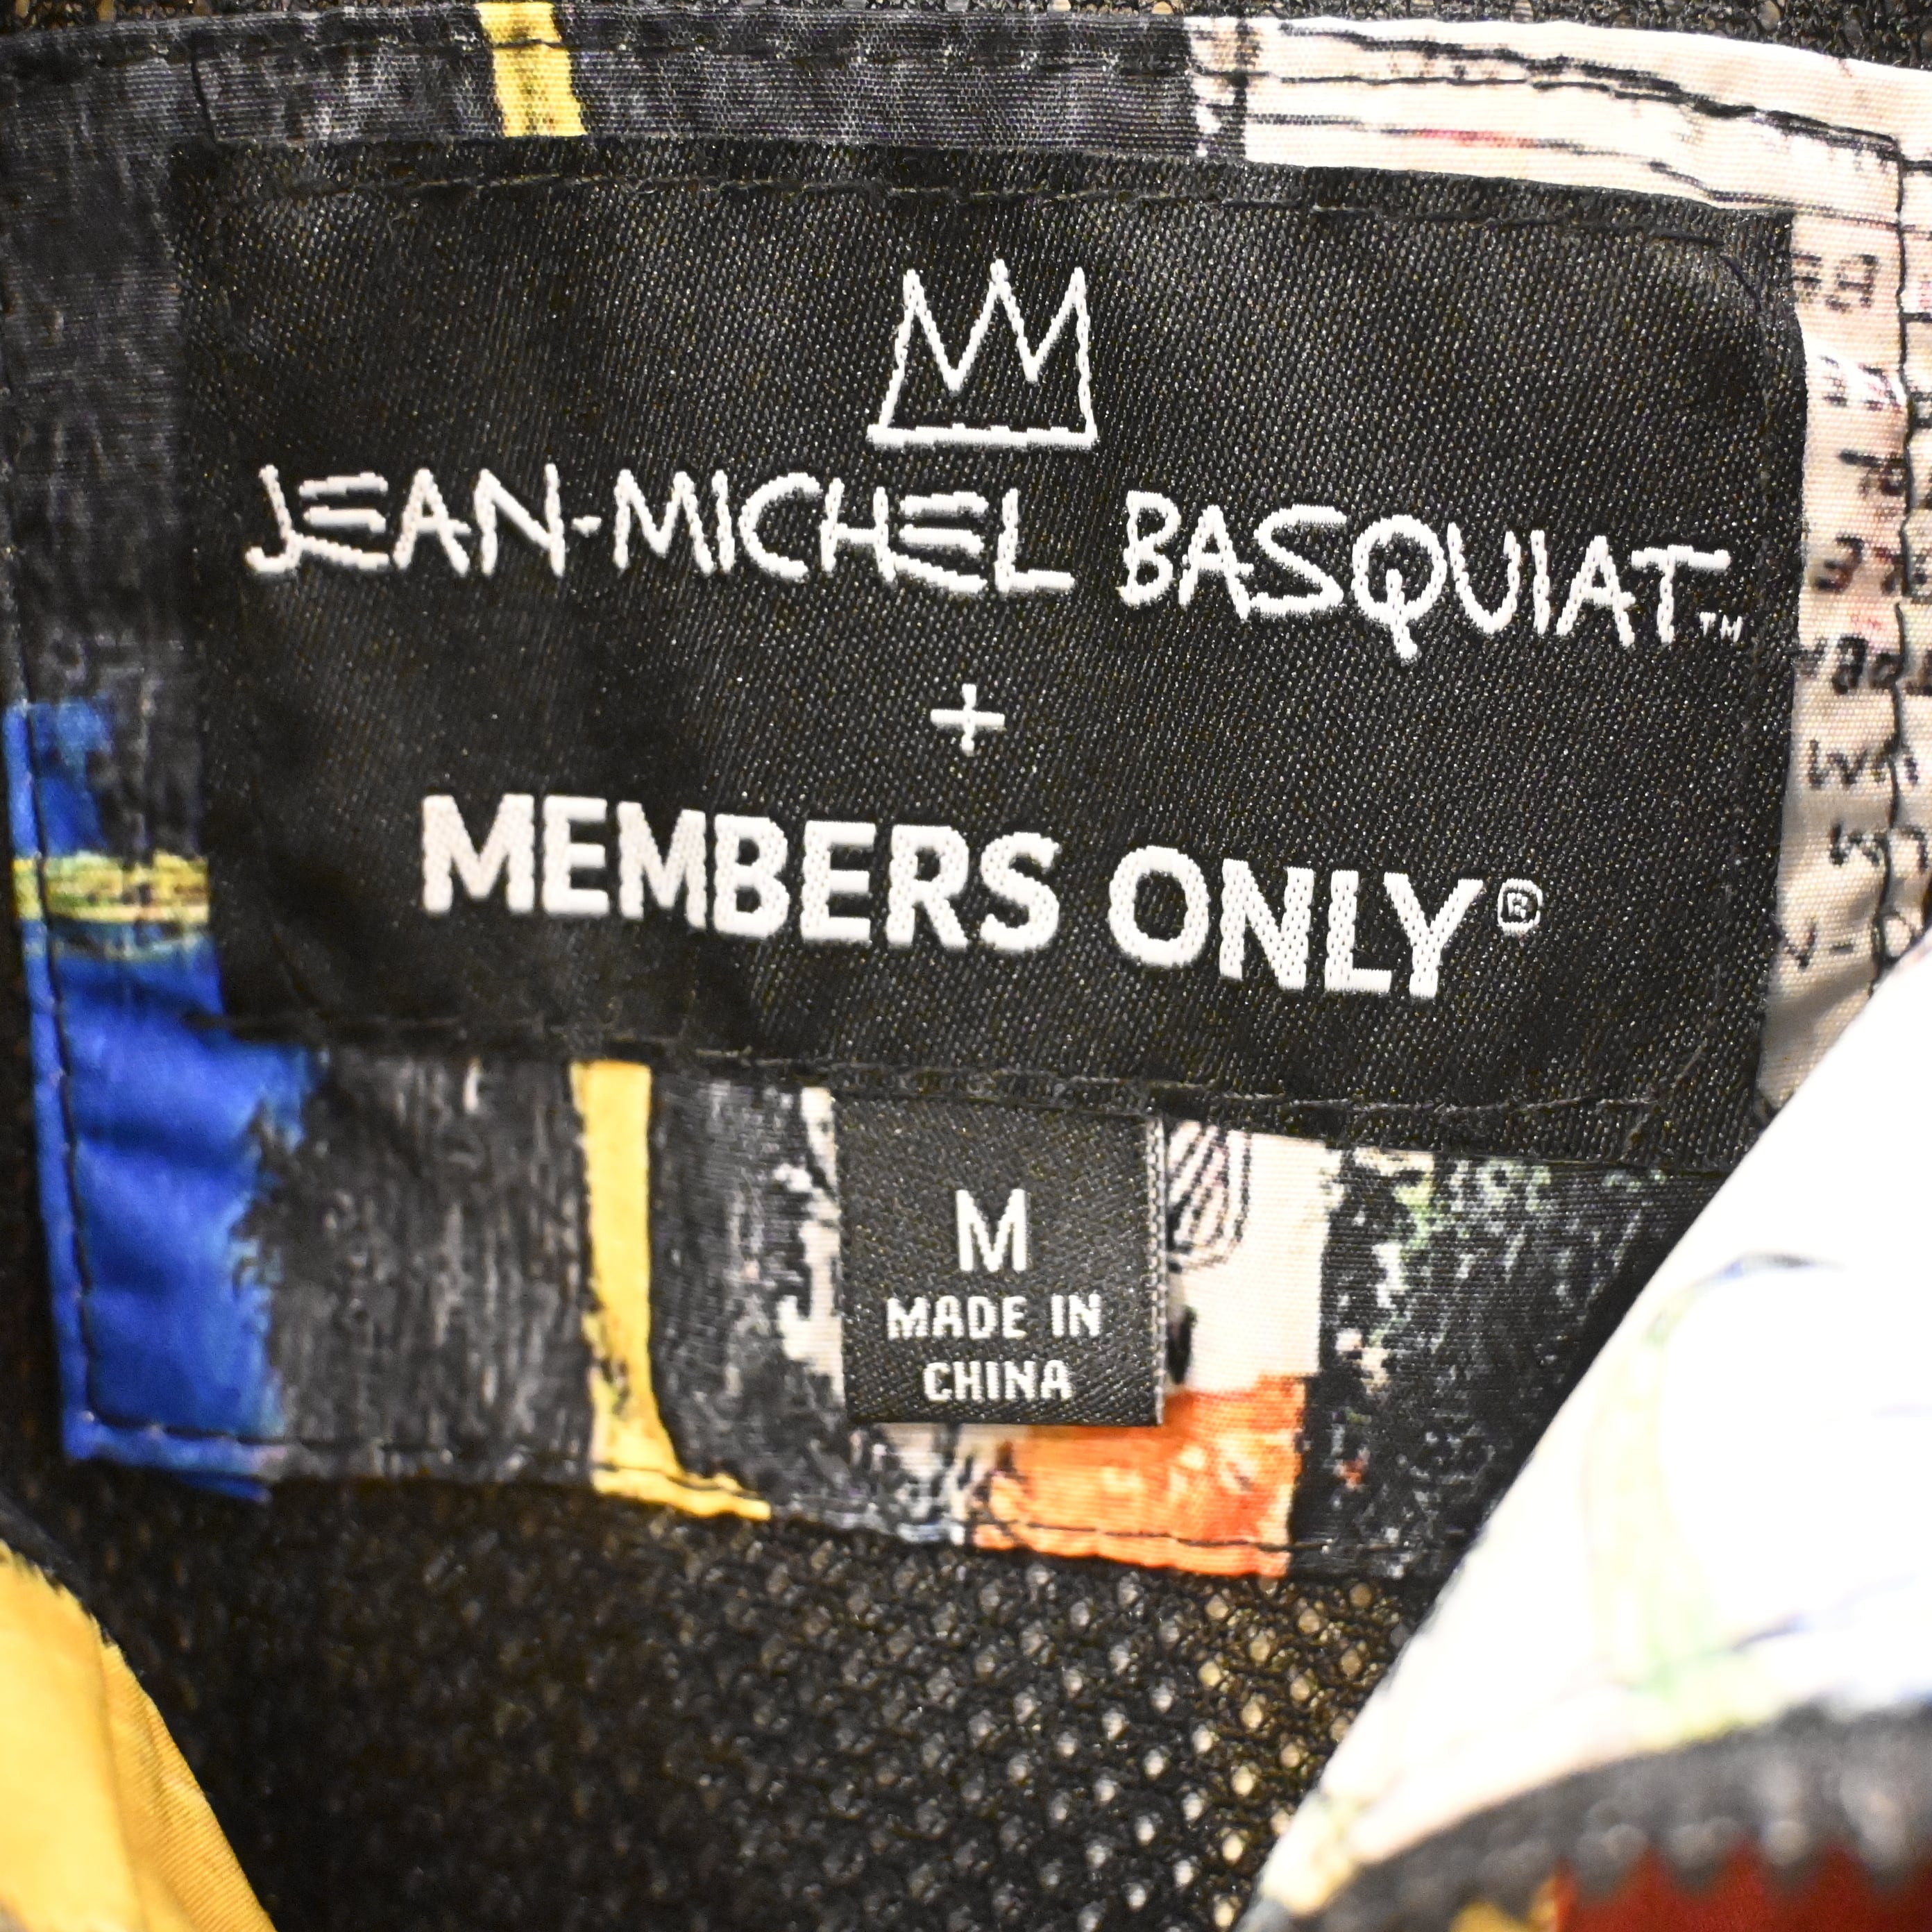 JEAN-MICHEL BASQUIAT™
+
MEMBERS ONLY®
M
MADE IN
CHINA